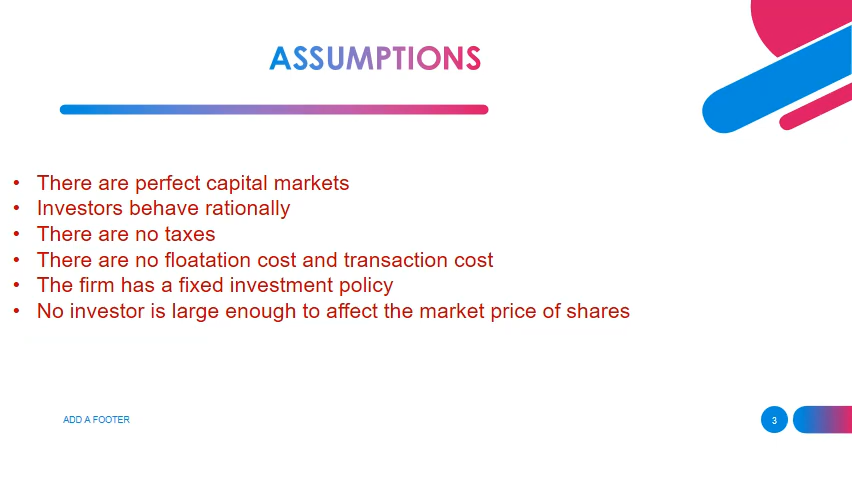 ASSUMPTIONS
• There are perfect capital markets
• Investors behave rationally
• There are no taxes
• There are no floatation cost and transaction cost
• The firm has a fixed investment policy
• No investor is large enough to affect the market price of shares
ADD A FOOTER
3